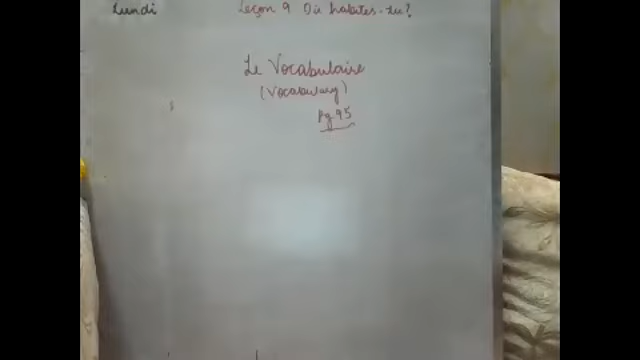 Lundi Leçon 9 Où habites-tu?
Le Vocabulaire
(Vocabulary)
Pg 95